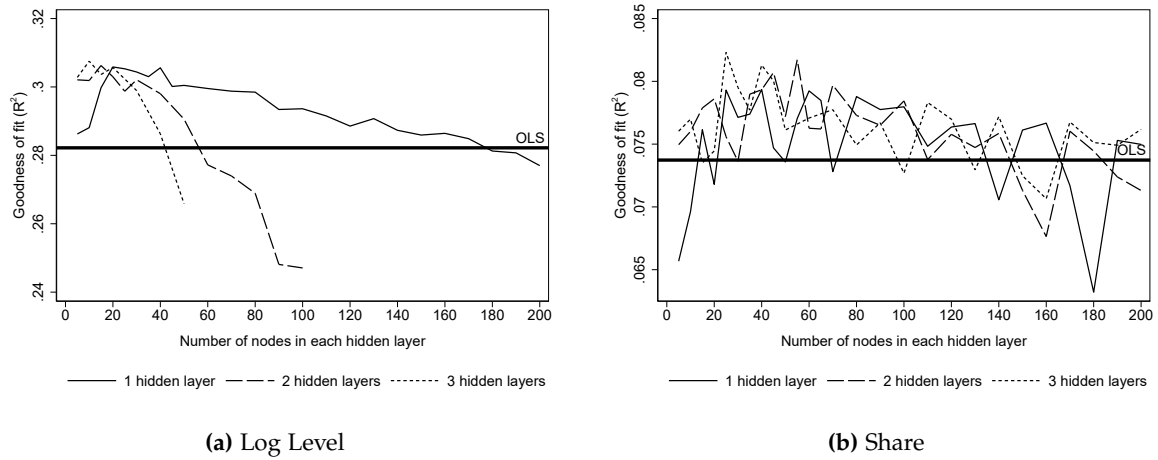 .32
.3
.28
.26
.24
Goodness of fit (R²)
OLS
0 20 40 60 80 100 120 140 160 180 200
Number of nodes in each hidden layer
1 hidden layer 2 hidden layers 3 hidden layers
(a) Log Level
.085
.08
.075
.07
.065
Goodness of fit (R²)
OLS
0 20 40 60 80 100 120 140 160 180 200
Number of nodes in each hidden layer
1 hidden layer 2 hidden layers 3 hidden layers
(b) Share